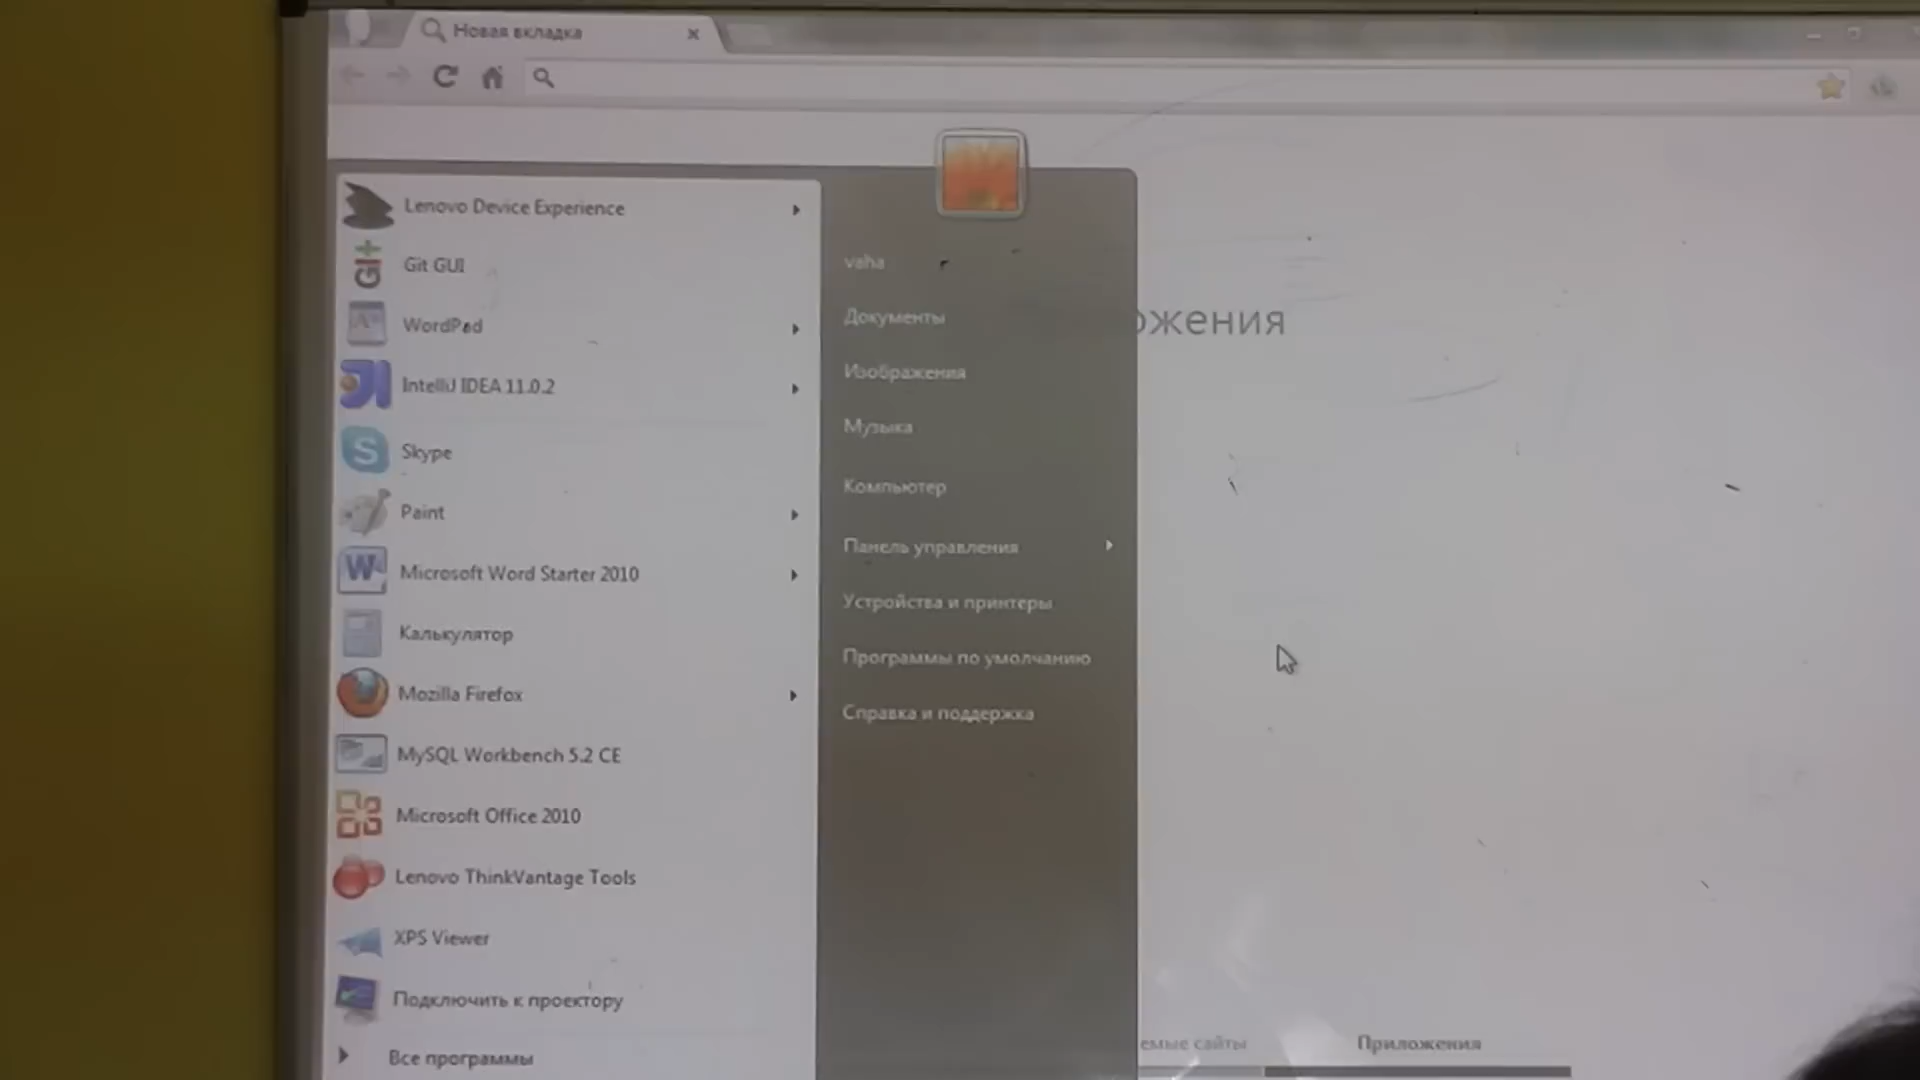 Новая вкладка
Lenovo Device Experience
Git GUI
WordPad
IntelliJ IDEA 11.0.2
Skype
Paint
Microsoft Word Starter 2010
Калькулятор
Mozilla Firefox
MySQL Workbench 5.2 CE
Microsoft Office 2010
Lenovo ThinkVantage Tools
XPS Viewer
Подключить к проектору
Все программы
vaha
Документы
Изображения
Музыка
Компьютер
Панель управления
Устройства и принтеры
Программы по умолчанию
Справка и поддержка
ожения
емые сайты
Приложения